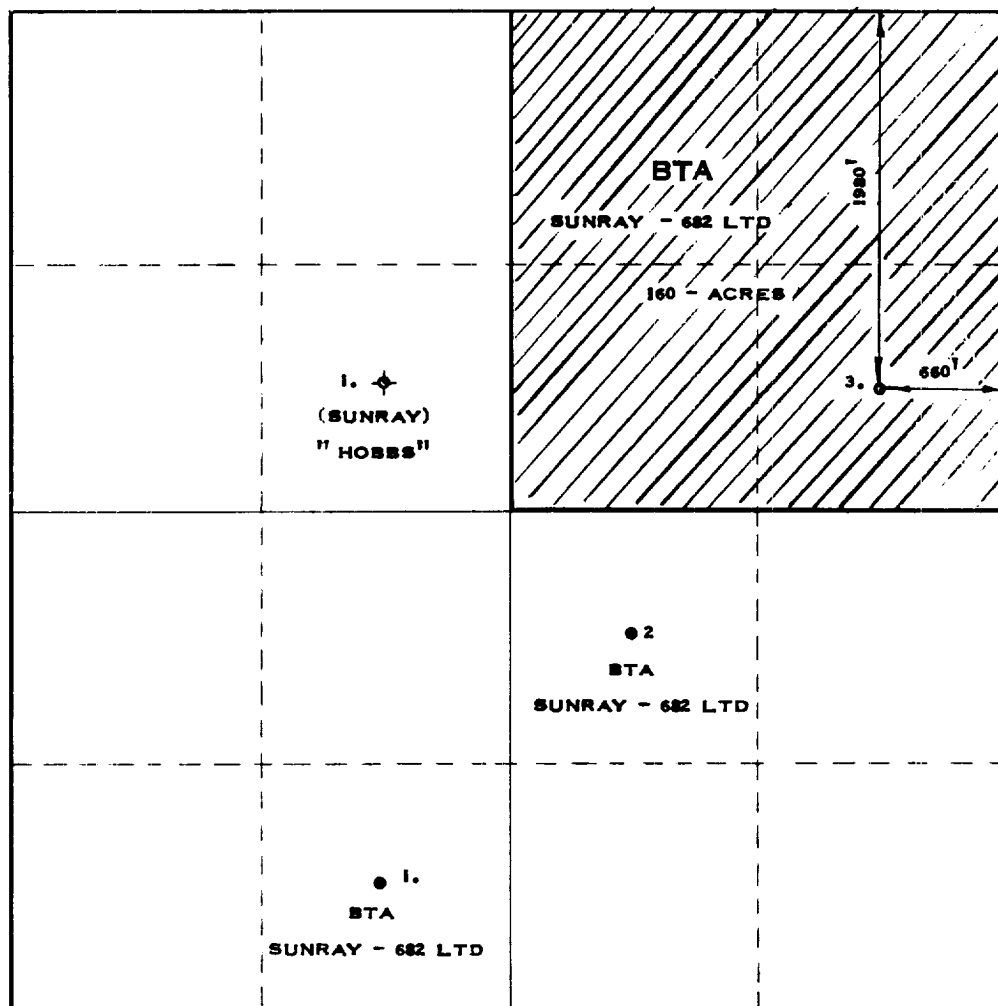 BTA
SUNRAY - 682 LTD
160 - ACRES
1980'
660'
3.
1.
(SUNRAY)
" HOBBS"
2
BTA
SUNRAY - 682 LTD
1.
BTA
SUNRAY - 682 LTD